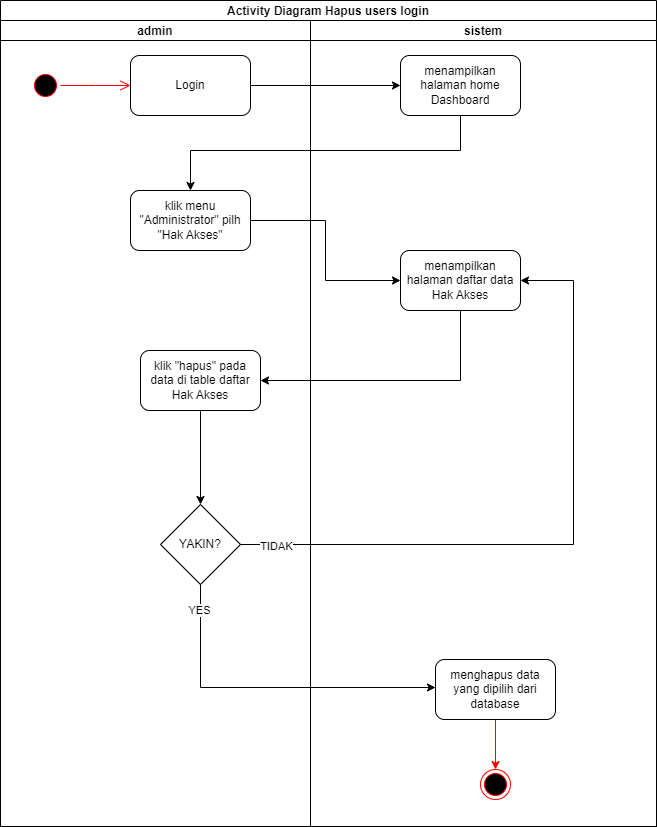 Activity Diagram Hapus users login
admin
sistem
Login
menampilkan
halaman home
Dashboard
klik menu
"Administrator" pilh
"Hak Akses"
menampilkan
halaman daftar data
Hak Akses
klik "hapus" pada
data di table daftar
Hak Akses
YAKIN?
TIDAK
YES
menghapus data
yang dipilih dari
database